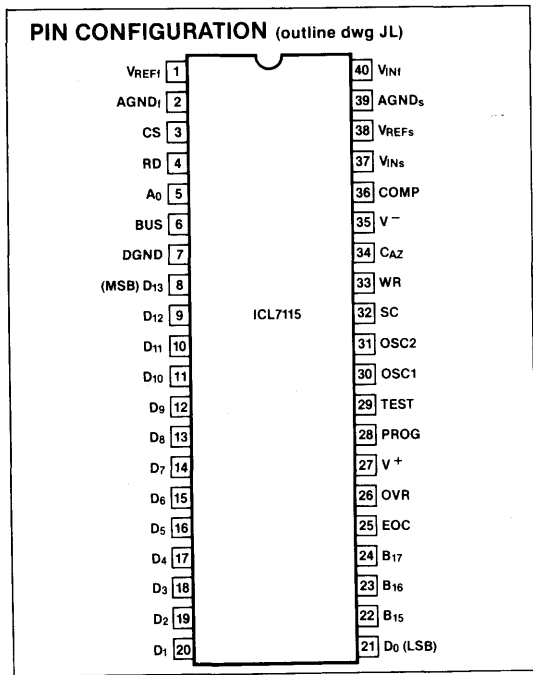 PIN CONFIGURATION (outline dwg JL)
VREFf 1
AGNDf 2
CS 3
RD 4
A0 5
BUS 6
DGND 7
(MSB) D13 8
D12 9
D11 10
D10 11
D9 12
D8 13
D7 14
D6 15
D5 16
D4 17
D3 18
D2 19
D1 20
ICL7115
40 VINf
39 AGNDs
38 VREFs
37 VINs
36 COMP
35 V−
34 CAZ
33 WR
32 SC
31 OSC2
30 OSC1
29 TEST
28 PROG
27 V+
26 OVR
25 EOC
24 B17
23 B16
22 B15
21 D0 (LSB)